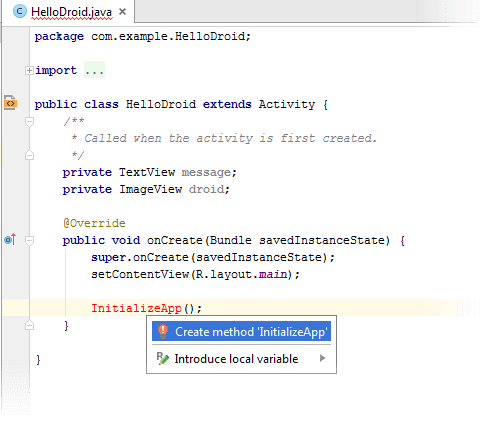 HelloDroid.java
package com.example.HelloDroid;
import ...
public class HelloDroid extends Activity {
/**
* Called when the activity is first created.
*/
private TextView message;
private ImageView droid;
@Override
public void onCreate(Bundle savedInstanceState) {
super.onCreate(savedInstanceState);
setContentView(R.layout.main);
InitializeApp();
}
Create method 'InitializeApp'
Introduce local variable
}